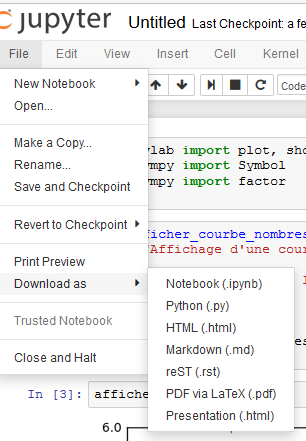 jupyter Untitled Last Checkpoint: a fe
File Edit View Insert Cell Kernel
New Notebook
Open...
Make a Copy...
Rename...
Save and Checkpoint
Revert to Checkpoint
Print Preview
Download as
Trusted Notebook
Close and Halt
Code
ylab import plot, sho
ympy import Symbol
ympy import factor
ficher_courbe_nombres
'Affichage d'une cour
Notebook (.ipynb)
Python (.py)
HTML (.html)
Markdown (.md)
reST (.rst)
PDF via LaTeX (.pdf)
Presentation (.html)
In [3]: affiche
6.0